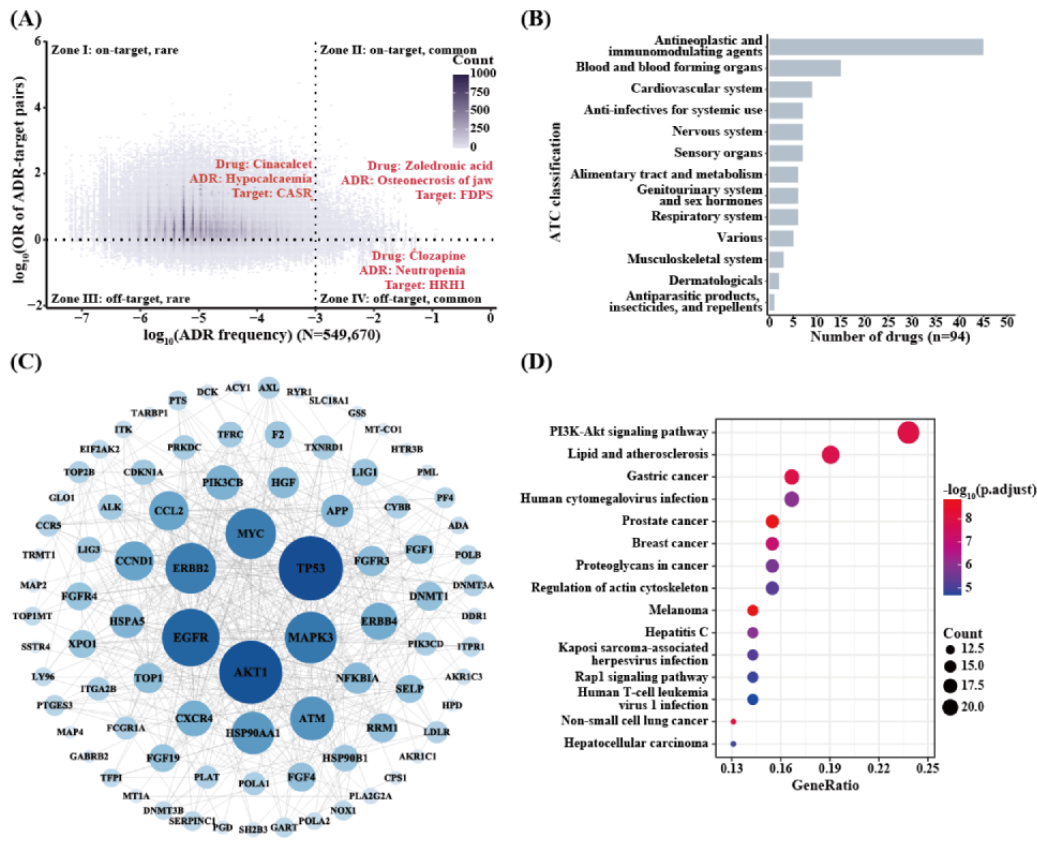 (A)
6
4
2
0
−2
log10(OR of ADR-target pairs)
Zone I: on-target, rare
Zone II: on-target, common
Count
1000
750
500
250
0
Drug: Cinacalcet
ADR: Hypocalcaemia
Target: CASR
Drug: Zoledronic acid
ADR: Osteonecrosis of jaw
Target: FDPS
Drug: Clozapine
ADR: Neutropenia
Target: HRH1
Zone III: off-target, rare
Zone IV: off-target, common
−7 −6 −5 −4 −3 −2 −1 0
log10(ADR frequency) (N=549,670)
(B)
ATC classification
Antineoplastic and
immunomodulating agents
Blood and blood forming organs
Cardiovascular system
Anti-infectives for systemic use
Nervous system
Sensory organs
Alimentary tract and metabolism
Genitourinary system
and sex hormones
Respiratory system
Various
Musculoskeletal system
Dermatologicals
Antiparasitic products,
insecticides, and repellents
0 5 10 15 20 25 30 35 40 45 50
Number of drugs (n=94)
(C)
DCK ACY1 AXL RYR1
PTS SLC18A1
TARBP1 GSS
ITK TFRC F2 MT-CO1
EIF2AK2 PRKDC TXNRD1 HTR3B
TOP2B CDKN1A PIK3CB HGF LIG1 PML
GLO1 ALK CCL2 APP CYBB PF4
CCR5 MYC ADA
TRMT1 LIG3 CCND1 ERBB2 TP53 FGFR3 FGF1 POLB
MAP2 FGFR4 DNMT1 DNMT3A
TOP1MT HSPA5 ERBB4 DDR1
SSTR4 XPO1 EGFR MAPK3 PIK3CD ITPR1
LY96 TOP1 AKT1 NFKBIA AKR1C3
PTGES3 ITGA2B SELP HPD
MAP4 FCGR1A CXCR4 HSP90AA1 ATM RRM1 LDLR
GABRB2 FGF19 HSP90B1 AKR1C1
TFPI PLAT POLA1 FGF4 CPS1
MT1A PLA2G2A
DNMT3B NOX1
SERPINC1 PGD SH2B3 GART POLA2
(D)
PI3K-Akt signaling pathway
Lipid and atherosclerosis
Gastric cancer
Human cytomegalovirus infection
Prostate cancer
Breast cancer
Proteoglycans in cancer
Regulation of actin cytoskeleton
Melanoma
Hepatitis C
Kaposi sarcoma-associated
herpesvirus infection
Rap1 signaling pathway
Human T-cell leukemia
virus 1 infection
Non-small cell lung cancer
Hepatocellular carcinoma
0.13 0.16 0.19 0.22 0.25
GeneRatio
-log10(p.adjust)
8
7
6
5
Count
12.5
15.0
17.5
20.0